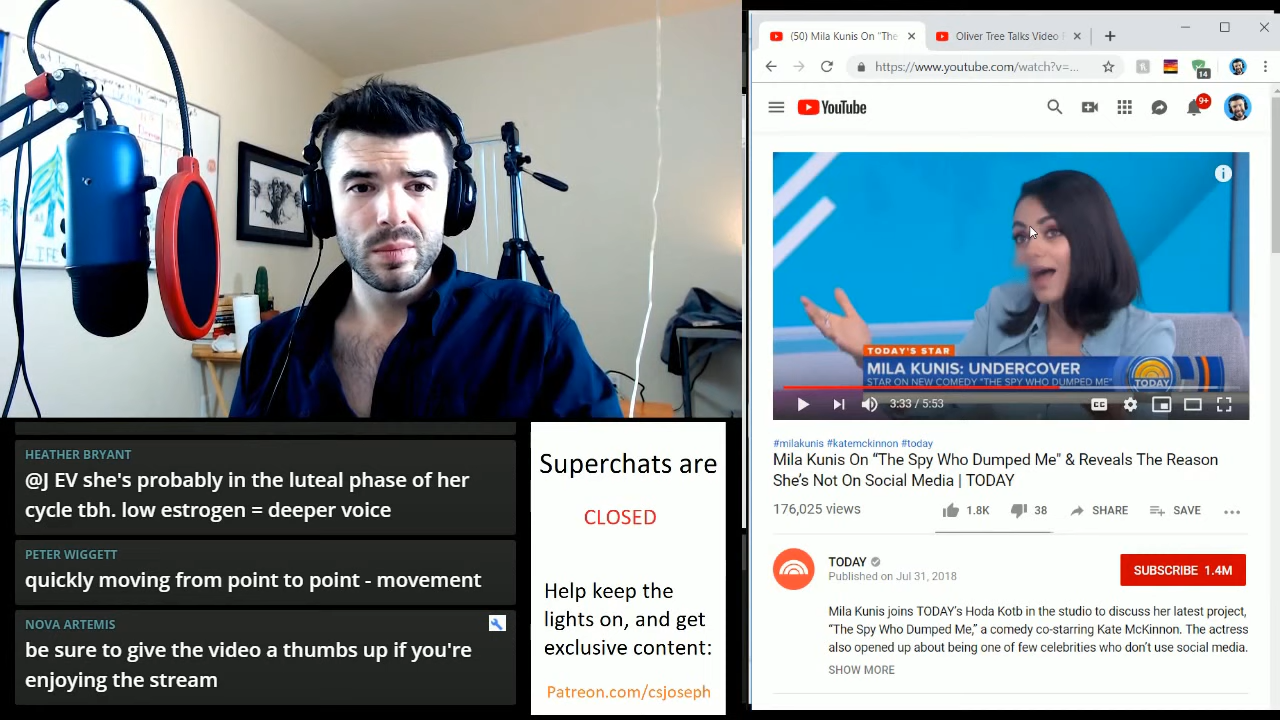 LIFE
HEATHER BRYANT
@J EV she's probably in the luteal phase of her
cycle tbh. low estrogen = deeper voice
PETER WIGGETT
quickly moving from point to point - movement
NOVA ARTEMIS
be sure to give the video a thumbs up if you're
enjoying the stream
Superchats are
CLOSED
Help keep the
lights on, and get
exclusive content:
Patreon.com/csjoseph
(50) Mila Kunis On "The
Oliver Tree Talks Video
https://www.youtube.com/watch?v=...
14
YouTube
9+
TODAY'S STAR
MILA KUNIS: UNDERCOVER
STAR ON NEW COMEDY "THE SPY WHO DUMPED ME"
TODAY
3:33 / 5:53
CC
#milakunis #katemckinnon #today
Mila Kunis On “The Spy Who Dumped Me" & Reveals The Reason
She’s Not On Social Media | TODAY
176,025 views
1.8K
38
SHARE
SAVE
TODAY
Published on Jul 31, 2018
SUBSCRIBE 1.4M
Mila Kunis joins TODAY’s Hoda Kotb in the studio to discuss her latest project,
“The Spy Who Dumped Me,” a comedy co-starring Kate McKinnon. The actress
also opened up about being one of few celebrities who don’t use social media.
SHOW MORE